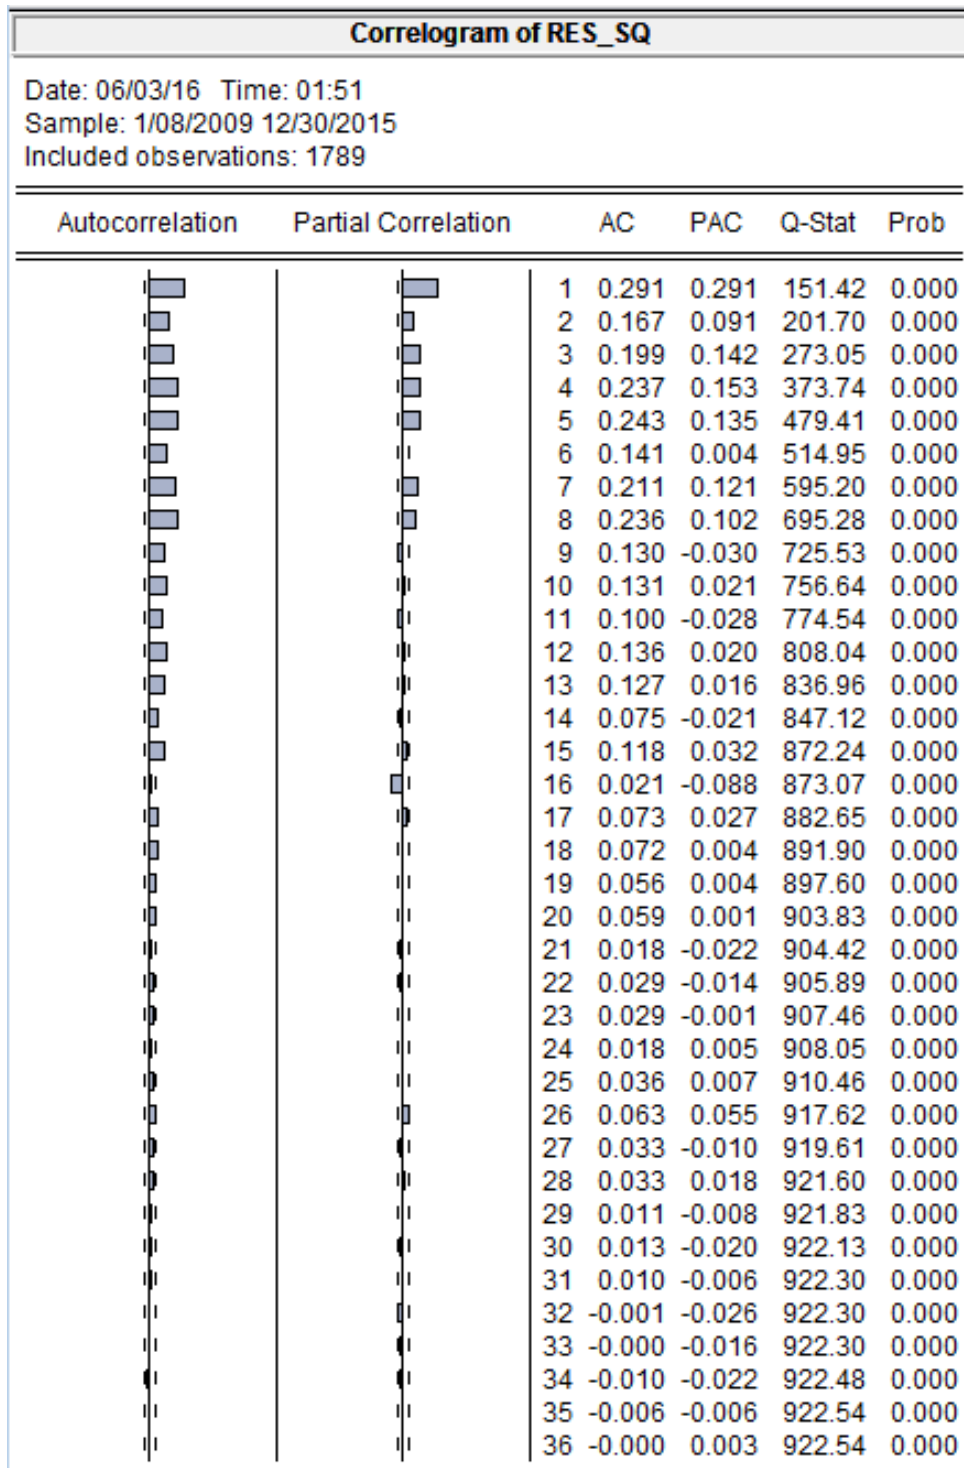 Correlogram of RES_SQ
Date: 06/03/16 Time: 01:51
Sample: 1/08/2009 12/30/2015
Included observations: 1789
Autocorrelation Partial Correlation AC PAC Q-Stat Prob
1 0.291 0.291 151.42 0.000
2 0.167 0.091 201.70 0.000
3 0.199 0.142 273.05 0.000
4 0.237 0.153 373.74 0.000
5 0.243 0.135 479.41 0.000
6 0.141 0.004 514.95 0.000
7 0.211 0.121 595.20 0.000
8 0.236 0.102 695.28 0.000
9 0.130 -0.030 725.53 0.000
10 0.131 0.021 756.64 0.000
11 0.100 -0.028 774.54 0.000
12 0.136 0.020 808.04 0.000
13 0.127 0.016 836.96 0.000
14 0.075 -0.021 847.12 0.000
15 0.118 0.032 872.24 0.000
16 0.021 -0.088 873.07 0.000
17 0.073 0.027 882.65 0.000
18 0.072 0.004 891.90 0.000
19 0.056 0.004 897.60 0.000
20 0.059 0.001 903.83 0.000
21 0.018 -0.022 904.42 0.000
22 0.029 -0.014 905.89 0.000
23 0.029 -0.001 907.46 0.000
24 0.018 0.005 908.05 0.000
25 0.036 0.007 910.46 0.000
26 0.063 0.055 917.62 0.000
27 0.033 -0.010 919.61 0.000
28 0.033 0.018 921.60 0.000
29 0.011 -0.008 921.83 0.000
30 0.013 -0.020 922.13 0.000
31 0.010 -0.006 922.30 0.000
32 -0.001 -0.026 922.30 0.000
33 -0.000 -0.016 922.30 0.000
34 -0.010 -0.022 922.48 0.000
35 -0.006 -0.006 922.54 0.000
36 -0.000 0.003 922.54 0.000